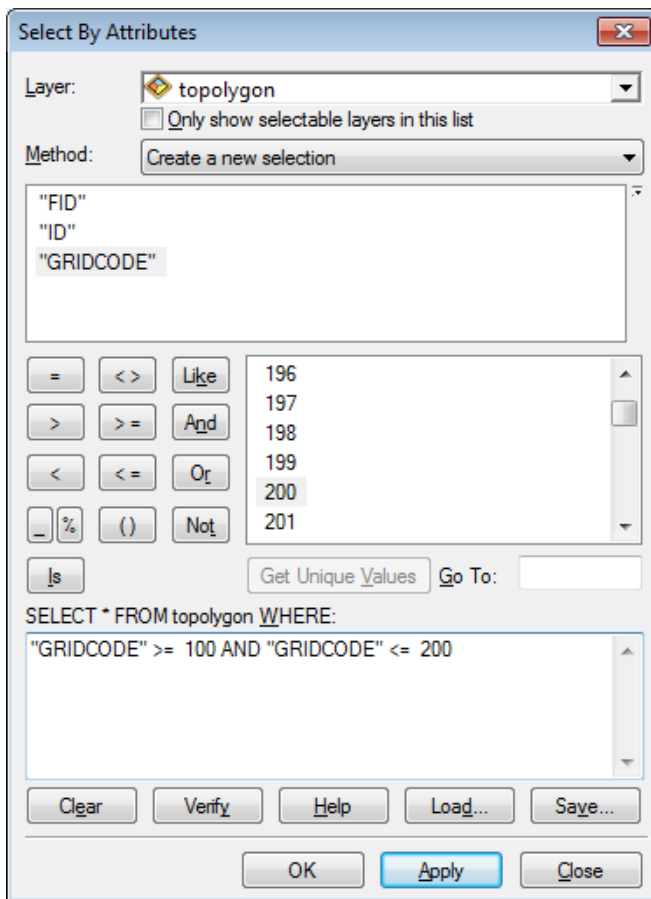 Select By Attributes
Layer: topolygon
Only show selectable layers in this list
Method: Create a new selection
"FID"
"ID"
"GRIDCODE"
= < > Like
> > = And
< < = Or
_ % ( ) Not
Is
196
197
198
199
200
201
Get Unique Values Go To:
SELECT * FROM topolygon WHERE:
"GRIDCODE" >= 100 AND "GRIDCODE" <= 200
Clear Verify Help Load... Save...
OK Apply Close